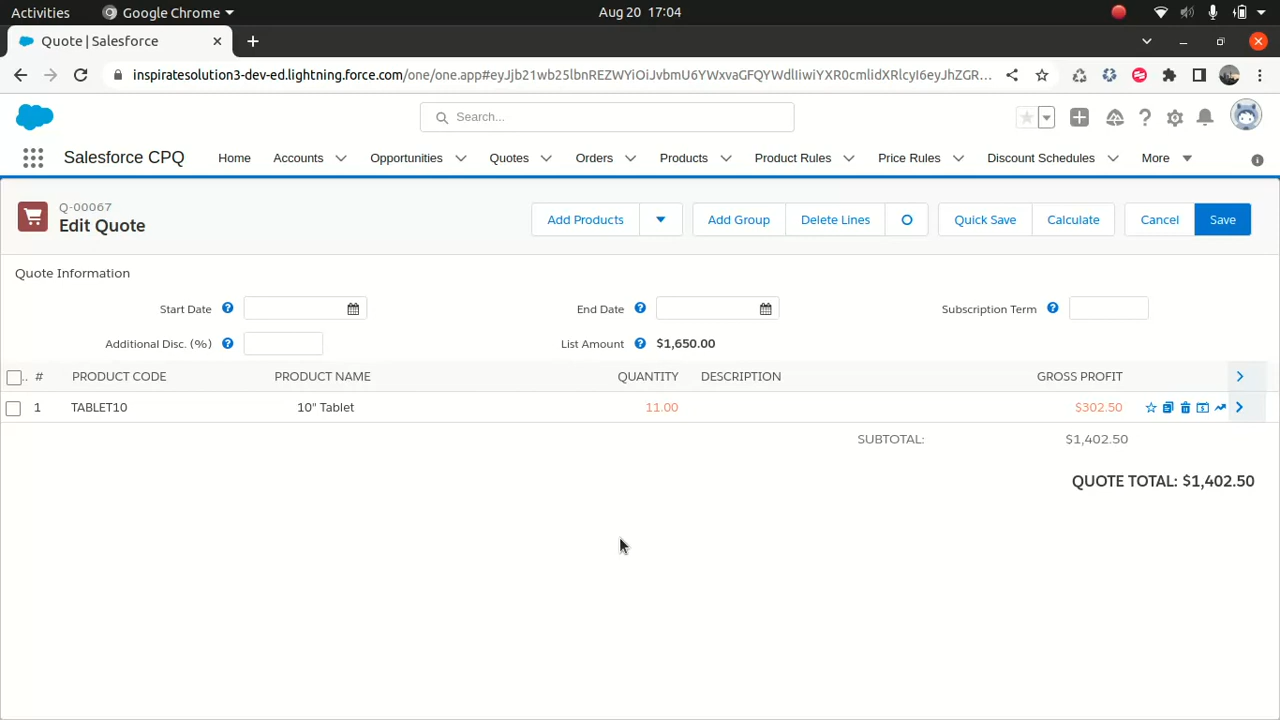 Activities
Google Chrome
Aug 20 17:04
Quote | Salesforce
inspiratesolution3-dev-ed.lightning.force.com/one/one.app#eyJjb21wb25lbnREZWYiOiJvbmU6YWxvaGFQYWdlIiwiYXR0cmlidXRlcyI6eyJhZGR...
Search...
Salesforce CPQ
Home
Accounts
Opportunities
Quotes
Orders
Products
Product Rules
Price Rules
Discount Schedules
More
Q-00067
Edit Quote
Add Products
Add Group
Delete Lines
Quick Save
Calculate
Cancel
Save
Quote Information
Start Date
End Date
Subscription Term
Additional Disc. (%)
List Amount
$1,650.00
# PRODUCT CODE PRODUCT NAME QUANTITY DESCRIPTION GROSS PROFIT
1 TABLET10 10" Tablet 11.00 $302.50
SUBTOTAL: $1,402.50
QUOTE TOTAL: $1,402.50